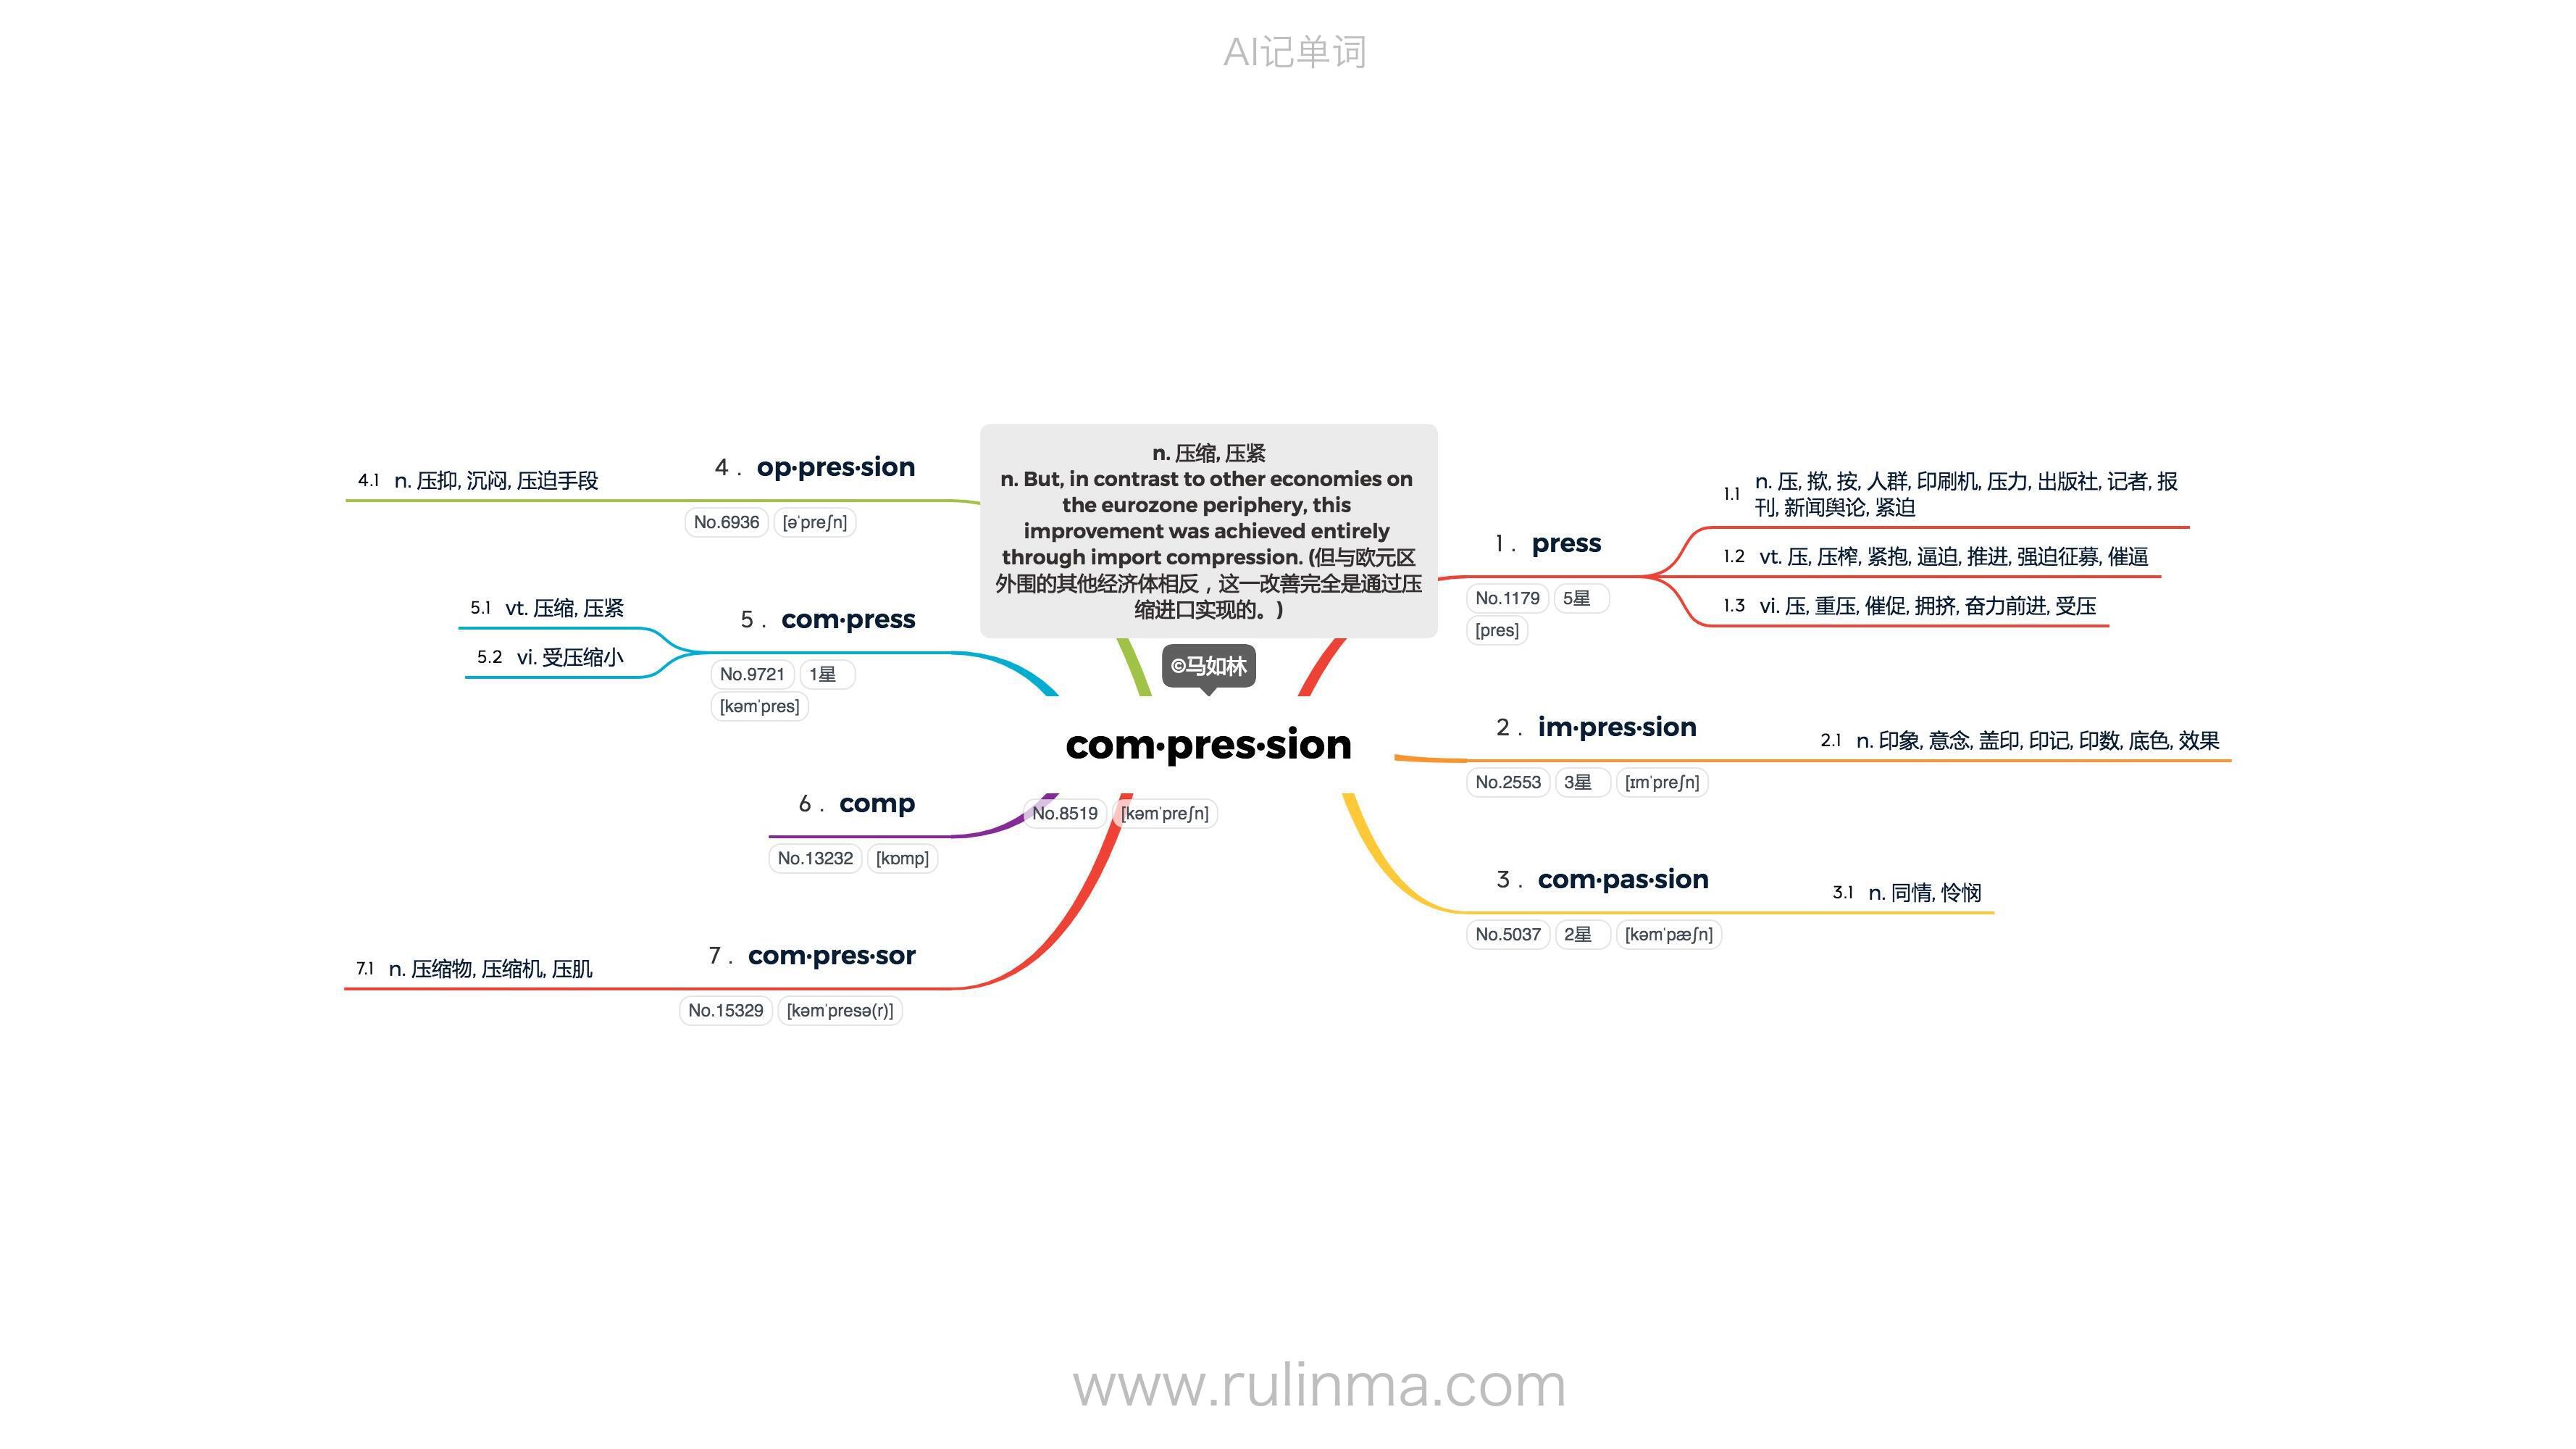 AI记单词
n. 压缩, 压紧
n. But, in contrast to other economies on
the eurozone periphery, this
improvement was achieved entirely
through import compression. (但与欧元区
外围的其他经济体相反，这一改善完全是通过压
缩进口实现的。)
©马如林
com·pres·sion
No.8519 [kəmˈpreʃn]
1. press
No.1179 5星
[pres]
1.1 n. 压, 揿, 按, 人群, 印刷机, 压力, 出版社, 记者, 报
刊, 新闻舆论, 紧迫
1.2 vt. 压, 压榨, 紧抱, 逼迫, 推进, 强迫征募, 催逼
1.3 vi. 压, 重压, 催促, 拥挤, 奋力前进, 受压
2. im·pres·sion
No.2553 3星 [ɪmˈpreʃn]
2.1 n. 印象, 意念, 盖印, 印记, 印数, 底色, 效果
3. com·pas·sion
No.5037 2星 [kəmˈpæʃn]
3.1 n. 同情, 怜悯
4. op·pres·sion
No.6936 [əˈpreʃn]
4.1 n. 压抑, 沉闷, 压迫手段
5. com·press
No.9721 1星
[kəmˈpres]
5.1 vt. 压缩, 压紧
5.2 vi. 受压缩小
6. comp
No.13232 [kɒmp]
7. com·pres·sor
No.15329 [kəmˈpresə(r)]
7.1 n. 压缩物, 压缩机, 压肌
www.rulinma.com